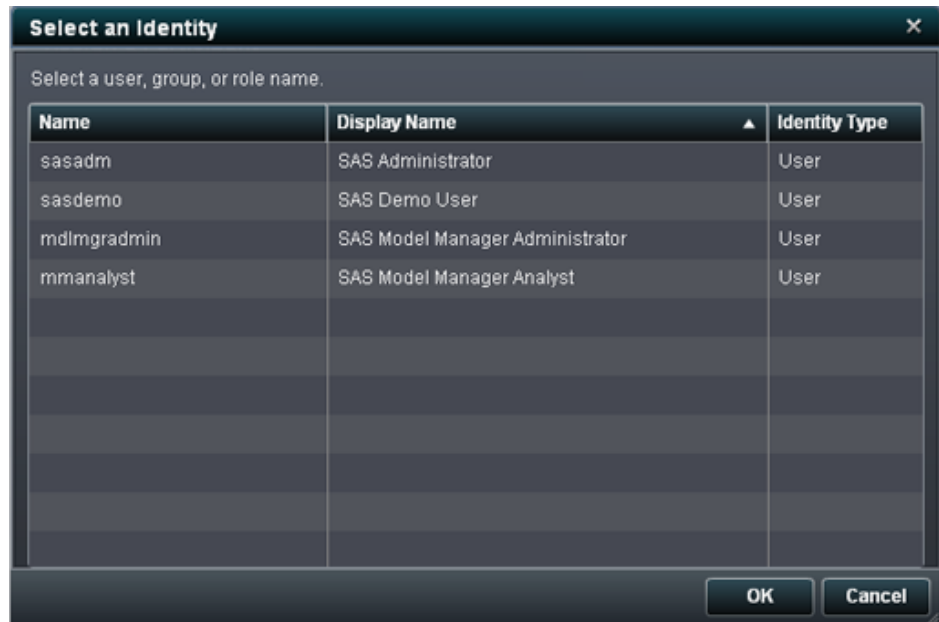 Select an Identity
Select a user, group, or role name.
Name Display Name Identity Type
sasadm SAS Administrator User
sasdemo SAS Demo User User
mdlmgradmin SAS Model Manager Administrator User
mmanalyst SAS Model Manager Analyst User
OK Cancel